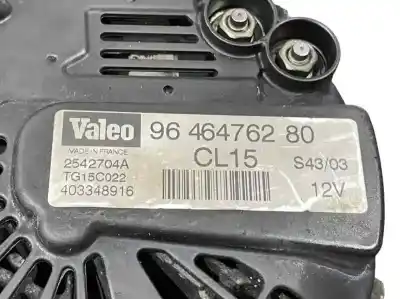 Valeo 96 464762 80
MADE IN FRANCE CL15 S43/03
2542704A
TG15C022 12V
403348916